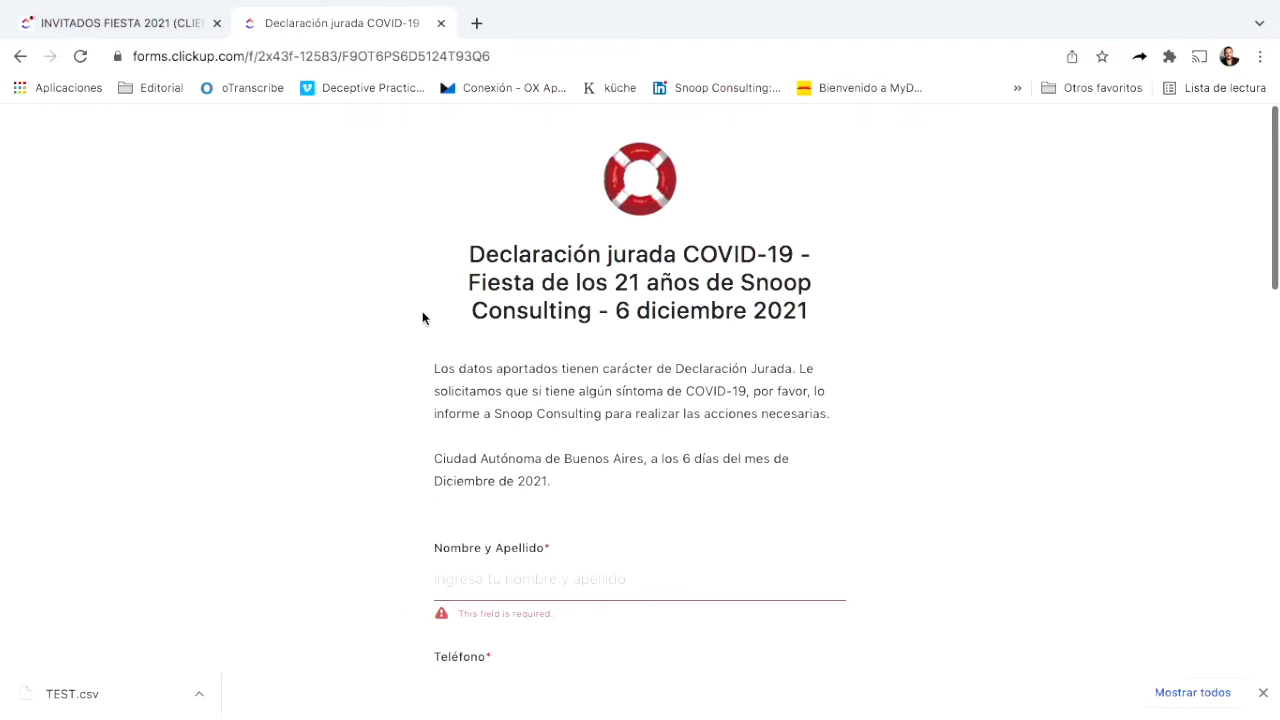 INVITADOS FIESTA 2021 (CLIE
Declaración jurada COVID-19
forms.clickup.com/f/2x43f-12583/F9OT6PS6D5124T93Q6
Aplicaciones
Editorial
oTranscribe
Deceptive Practic...
Conexión - OX Ap...
küche
Snoop Consulting:...
Bienvenido a MyD...
»
Otros favoritos
Lista de lectura
Declaración jurada COVID-19 -
Fiesta de los 21 años de Snoop
Consulting - 6 diciembre 2021
Los datos aportados tienen carácter de Declaración Jurada. Le
solicitamos que si tiene algún síntoma de COVID-19, por favor, lo
informe a Snoop Consulting para realizar las acciones necesarias.
Ciudad Autónoma de Buenos Aires, a los 6 días del mes de
Diciembre de 2021.
Nombre y Apellido*
Ingresa tu nombre y apellido
This field is required.
Teléfono*
TEST.csv
Mostrar todos